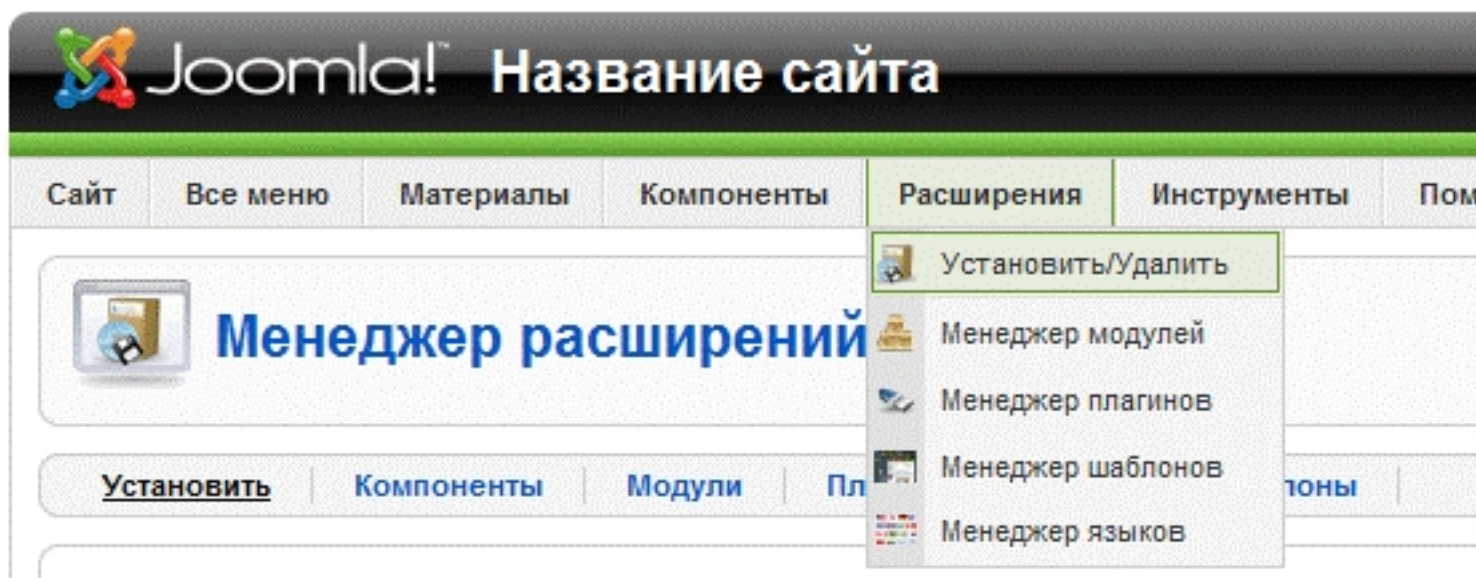 Joomla!™ Название сайта
Сайт Все меню Материалы Компоненты Расширения Инструменты
Установить/Удалить
Менеджер расширений
Менеджер модулей
Менеджер плагинов
Менеджер шаблонов
Установить Компоненты Модули
Менеджер языков